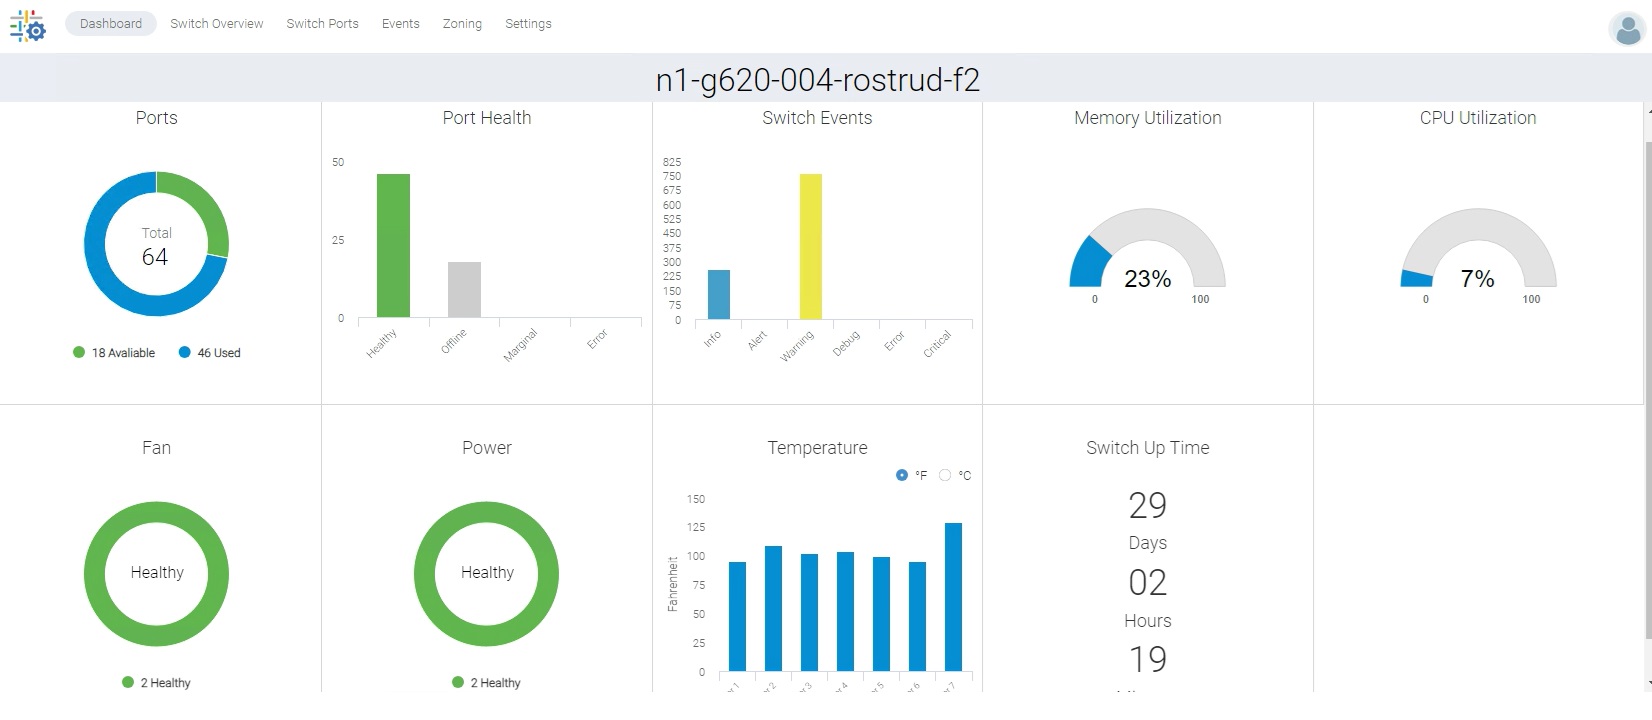 Dashboard Switch Overview Switch Ports Events Zoning Settings
n1-g620-004-rostrud-f2
Ports
Total
64
18 Avaliable 46 Used
Port Health
50
25
0
Healthy Offline Marginal Error
Switch Events
825
750
675
600
525
450
375
300
225
150
75
0
Info Alert Warning Debug Error Critical
Memory Utilization
23%
0 100
CPU Utilization
7%
0 100
Fan
Healthy
2 Healthy
Power
Healthy
2 Healthy
Temperature
°F °C
150
125
100
75
50
25
0
Fahrenheit
Switch Up Time
29
Days
02
Hours
19